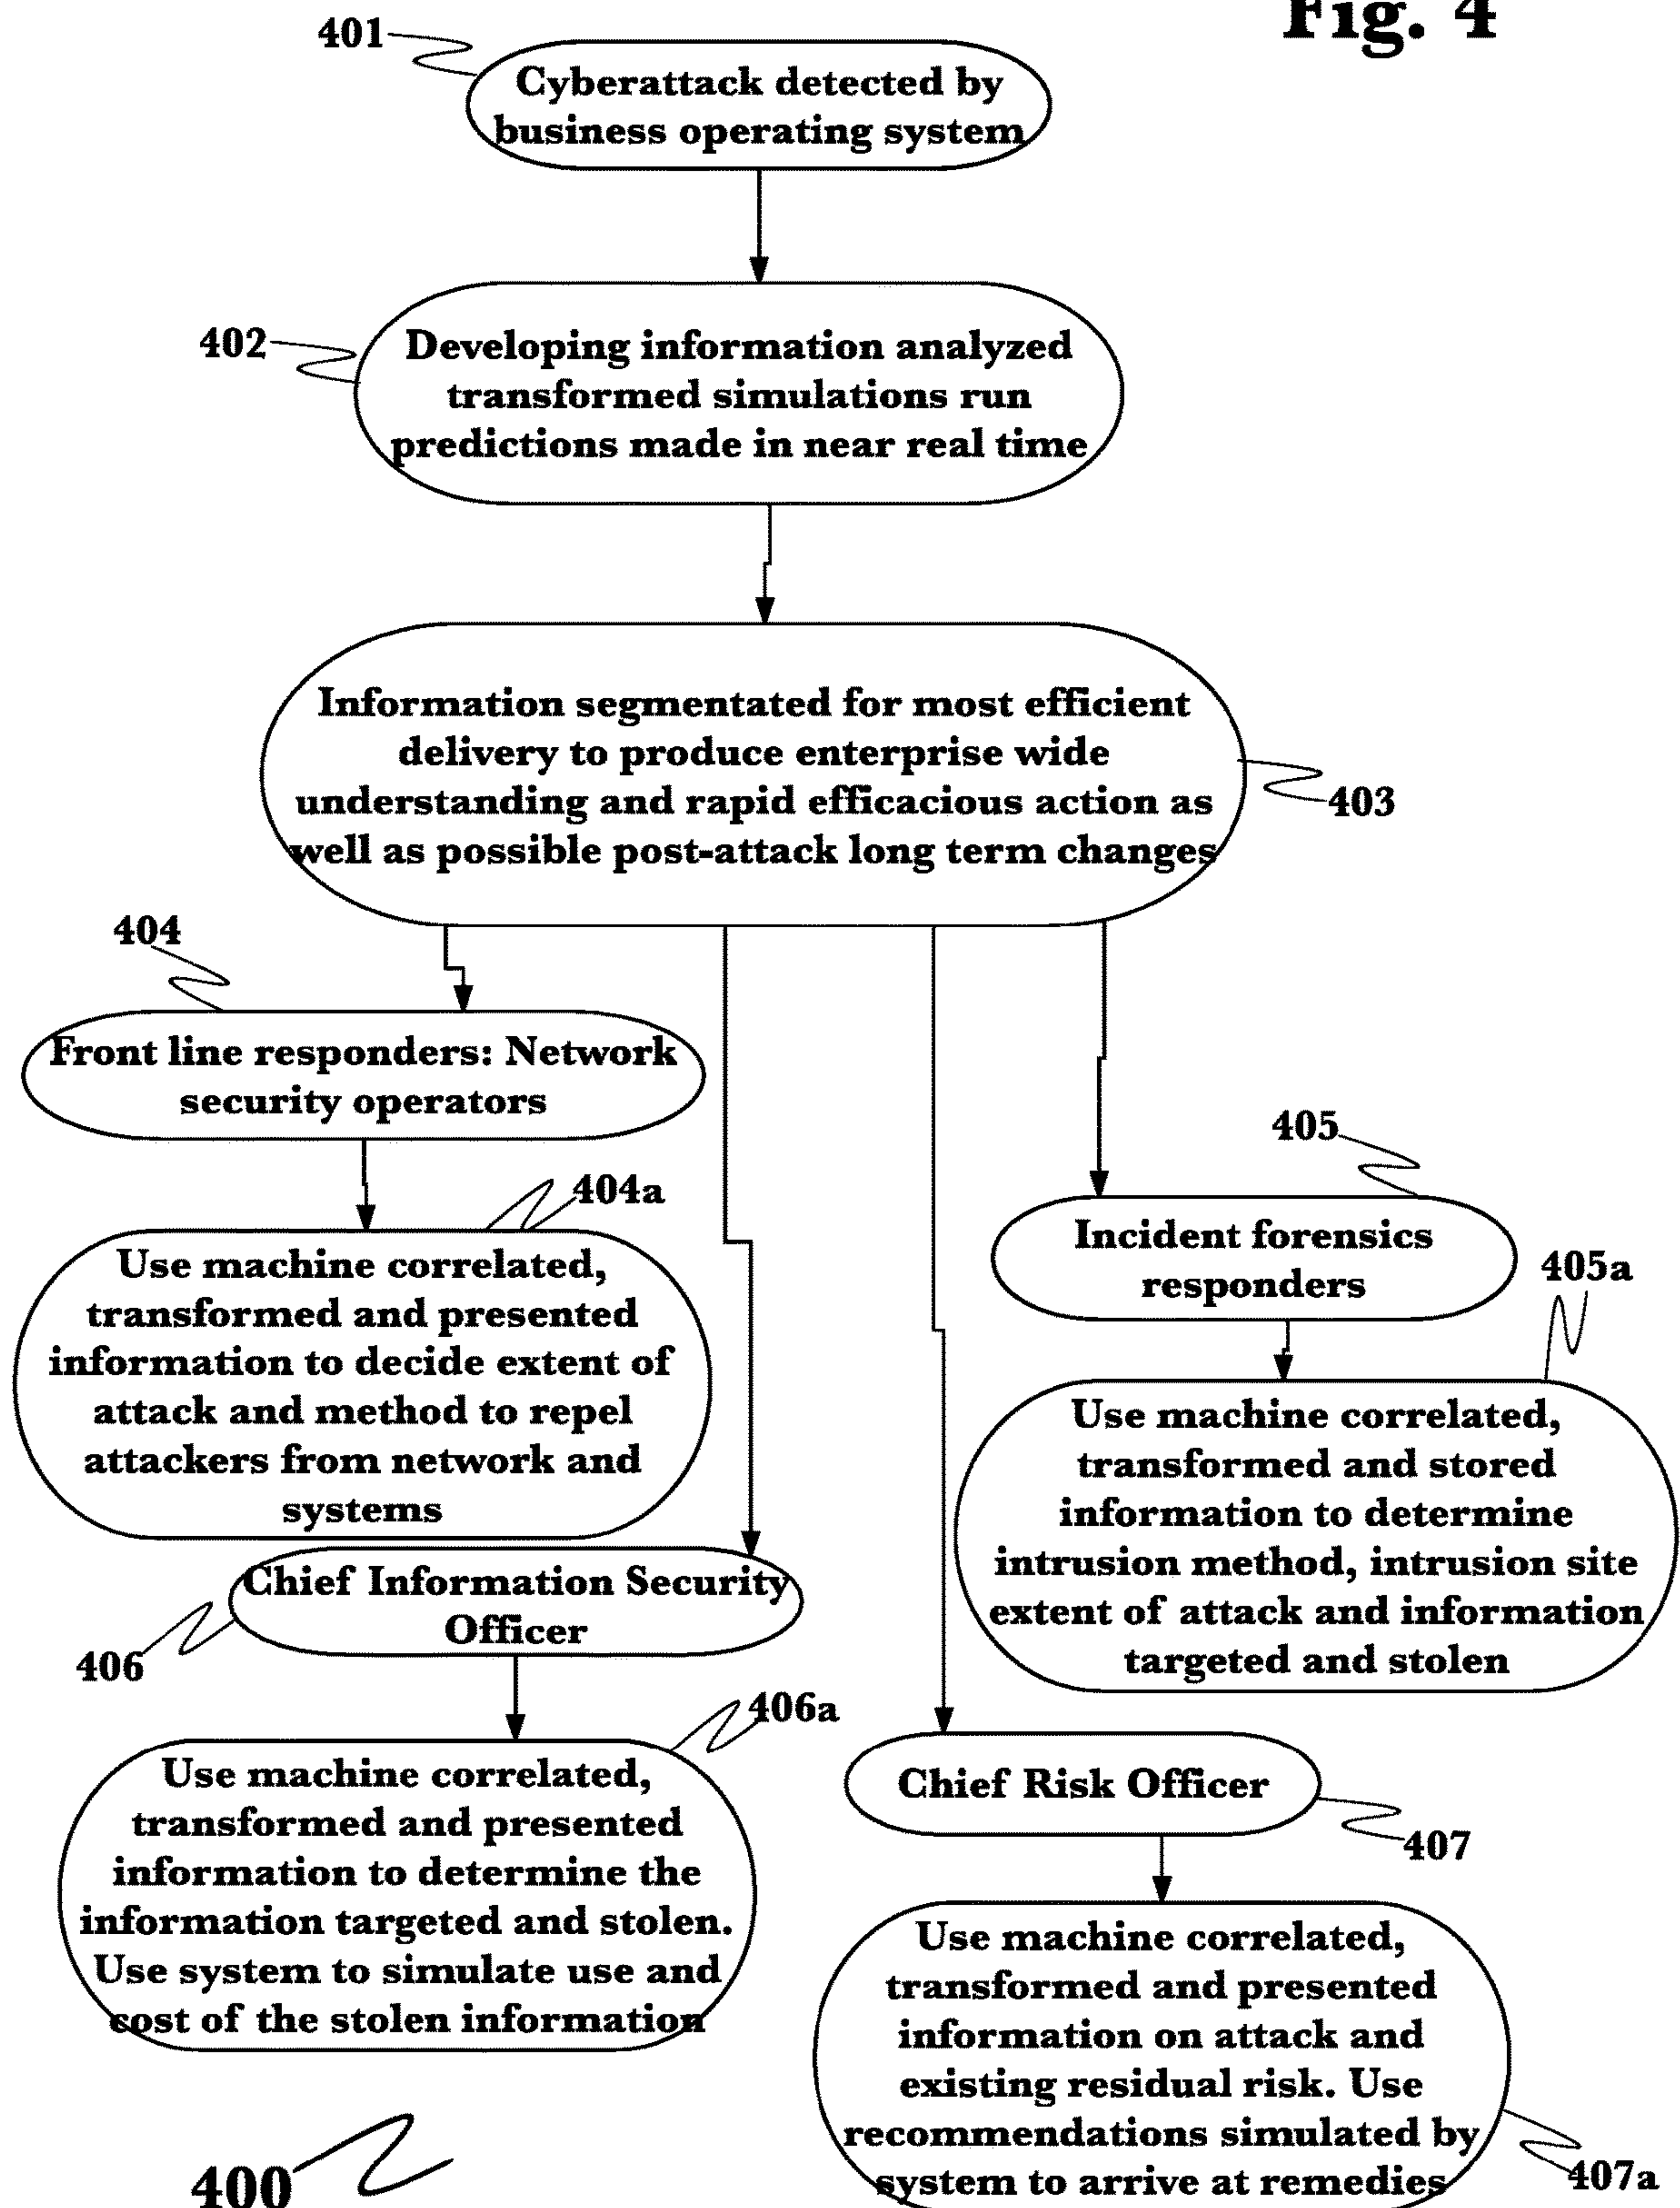 Fig. 4
401
Cyberattack detected by
business operating system
402
Developing information analyzed
transformed simulations run
predictions made in near real time
Information segmentated for most efficient
delivery to produce enterprise wide
understanding and rapid efficacious action as
well as possible post-attack long term changes
403
404
Front line responders: Network
security operators
404a
Use machine correlated,
transformed and presented
information to decide extent of
attack and method to repel
attackers from network and
systems
405
Incident forensics
responders
405a
Use machine correlated,
transformed and stored
information to determine
intrusion method, intrusion site
extent of attack and information
targeted and stolen
Chief Information Security
Officer
406
406a
Use machine correlated,
transformed and presented
information to determine the
information targeted and stolen.
Use system to simulate use and
cost of the stolen information
Chief Risk Officer
407
Use machine correlated,
transformed and presented
information on attack and
existing residual risk. Use
recommendations simulated by
system to arrive at remedies
407a
400